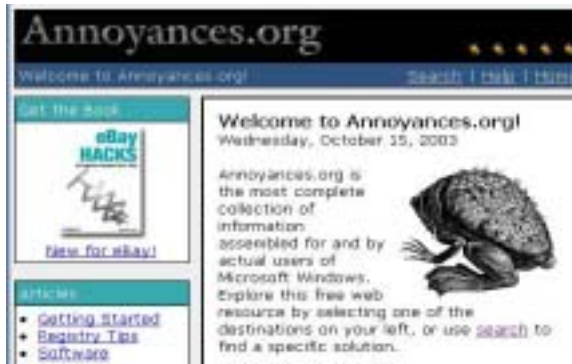 Annoyances.org
Welcome to Annoyances.org!
Search | Help | Home
Get the Book
eBay
HACKS
New for eBay!
articles
Getting Started
Registry Tips
Software
Welcome to Annoyances.org!
Wednesday, October 15, 2003
Annoyances.org is
the most complete
collection of
information
assembled for and by
actual users of
Microsoft Windows.
Explore this free web
resource by selecting one of the
destinations on your left, or use search to
find a specific solution.